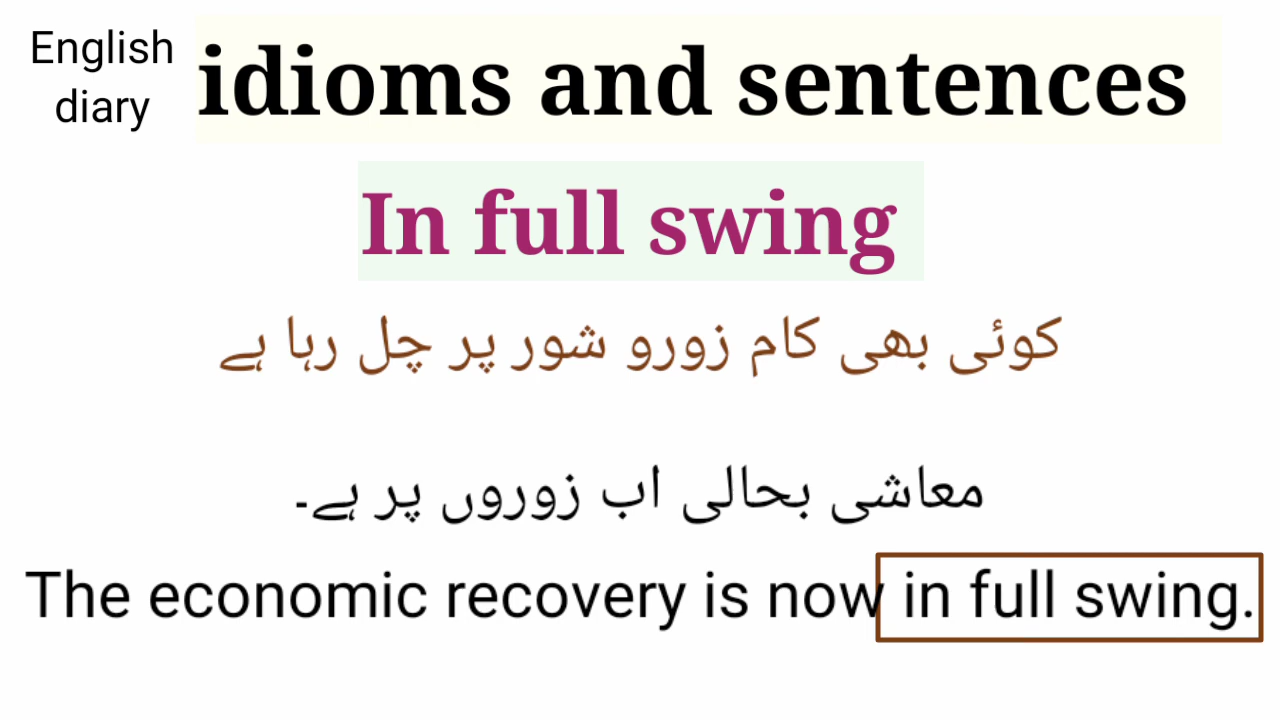 English
diary
idioms and sentences
In full swing
کوئی بھی کام زورو شور پر چل رہا ہے
معاشی بحالی اب زوروں پر ہے۔
The economic recovery is now in full swing.